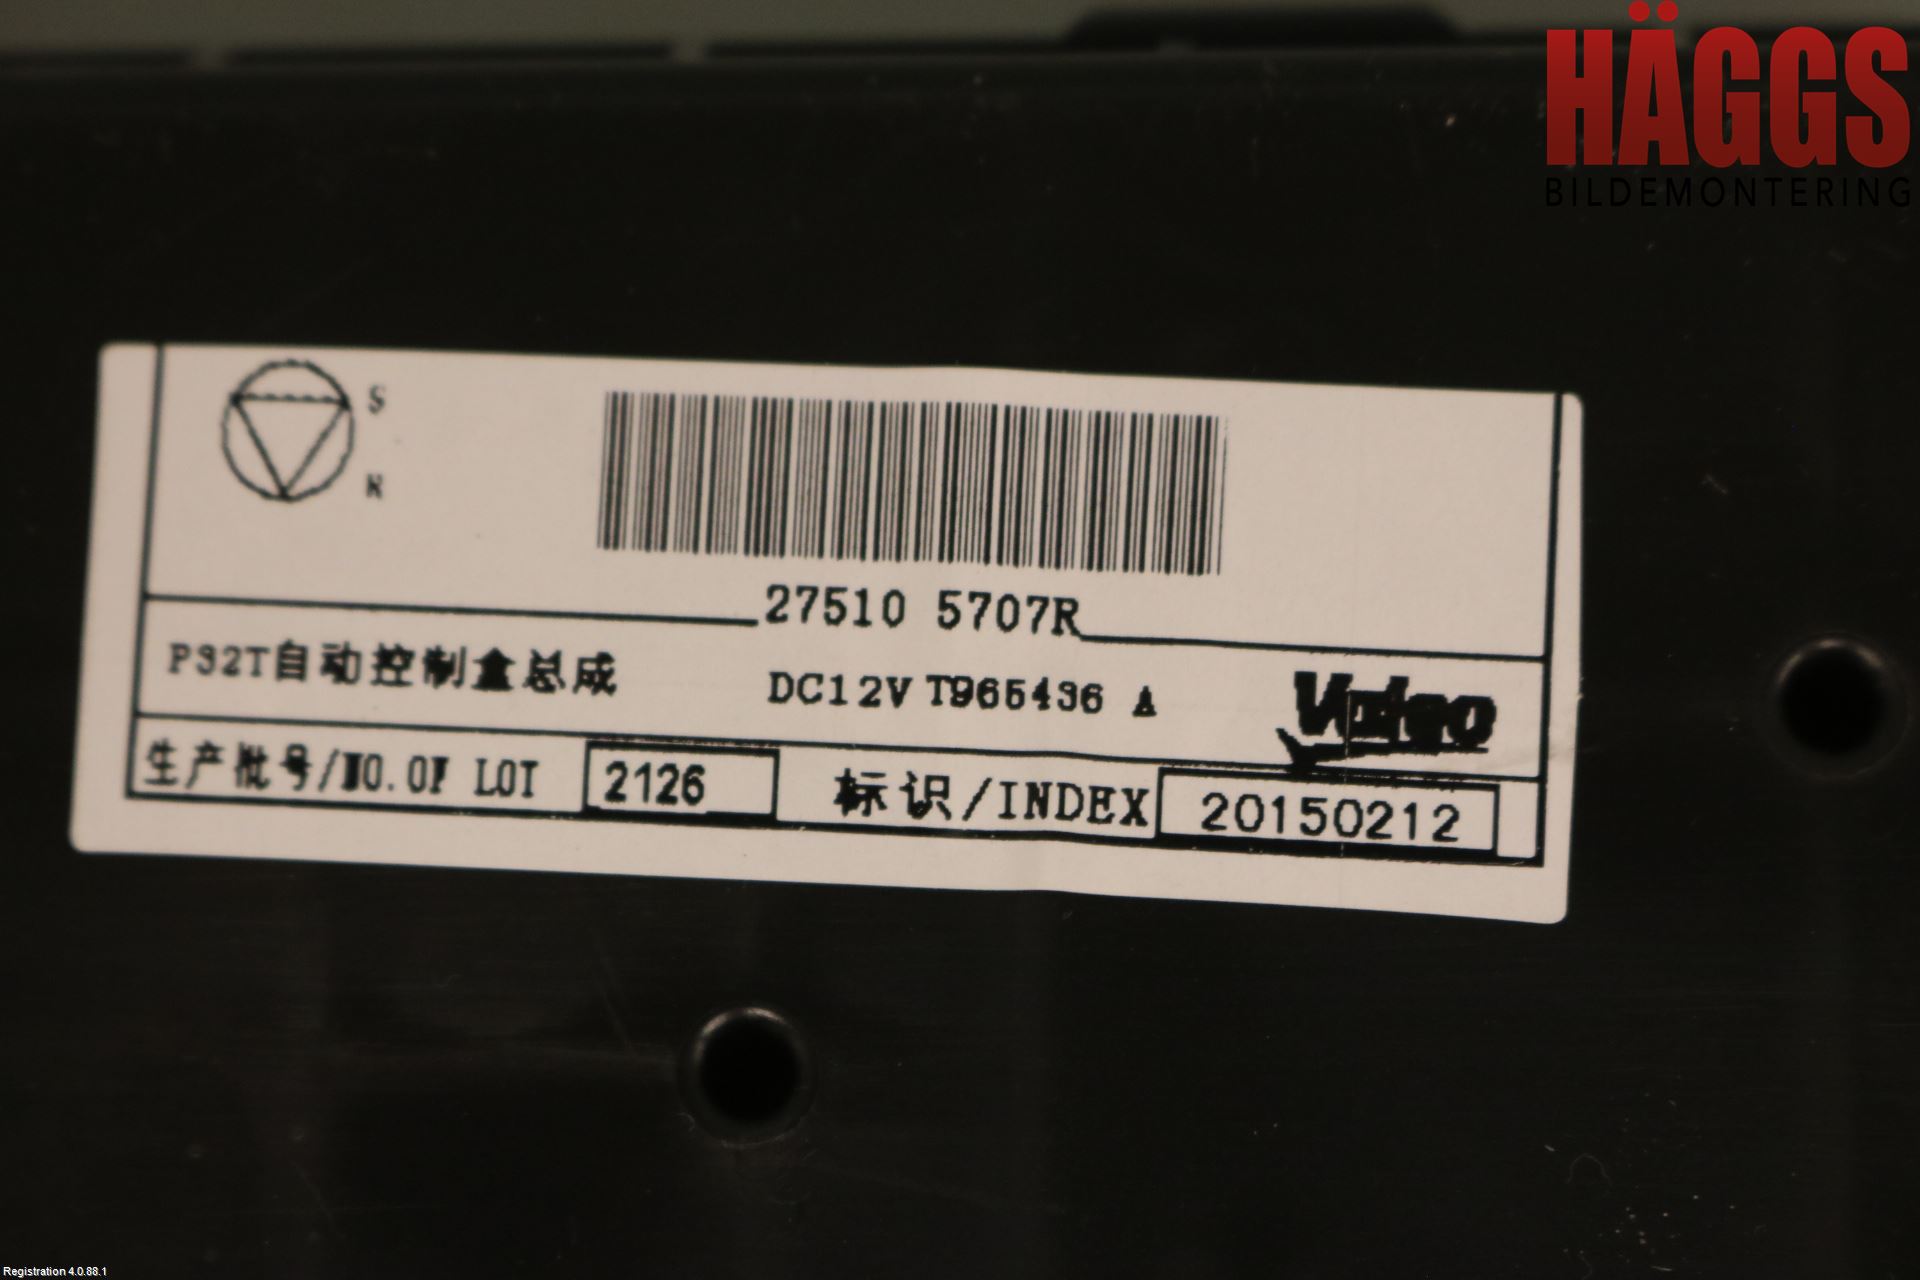 HÄGGS
BILDEMONTERING
S
K
27510 5707R
P32T自动控制盒总成 DC12V T965436 A
Valeo
生产批号/NO.OF LOT 2126 标识/INDEX 20150212
Registration 4.0.88.1